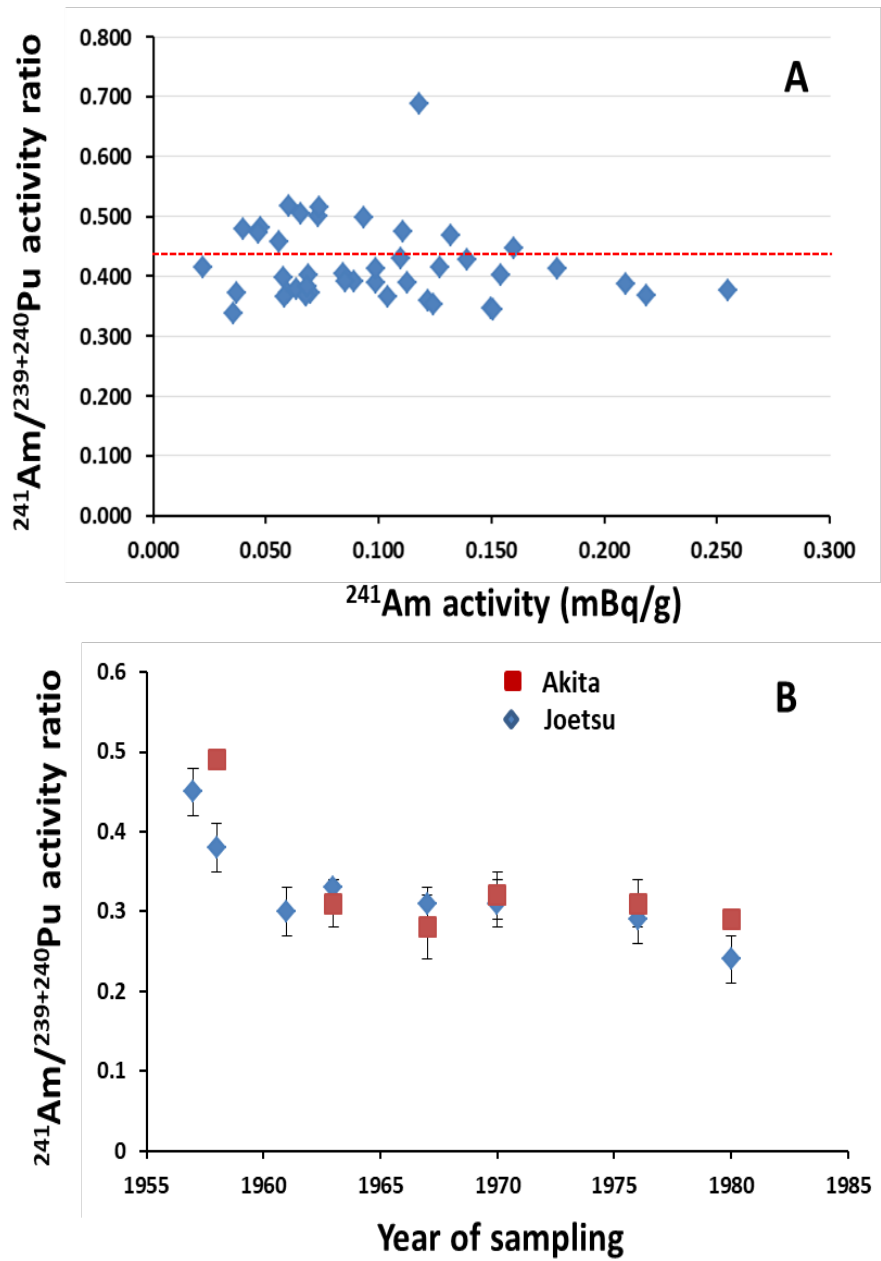 A
0.800
0.700
0.600
0.500
0.400
0.300
0.200
0.100
0.000
0.000 0.050 0.100 0.150 0.200 0.250 0.300
²⁴¹Am/²³⁹⁺²⁴⁰Pu activity ratio
²⁴¹Am activity (mBq/g)
B
Akita
Joetsu
0.6
0.5
0.4
0.3
0.2
0.1
0
1955 1960 1965 1970 1975 1980 1985
²⁴¹Am/²³⁹⁺²⁴⁰Pu activity ratio
Year of sampling